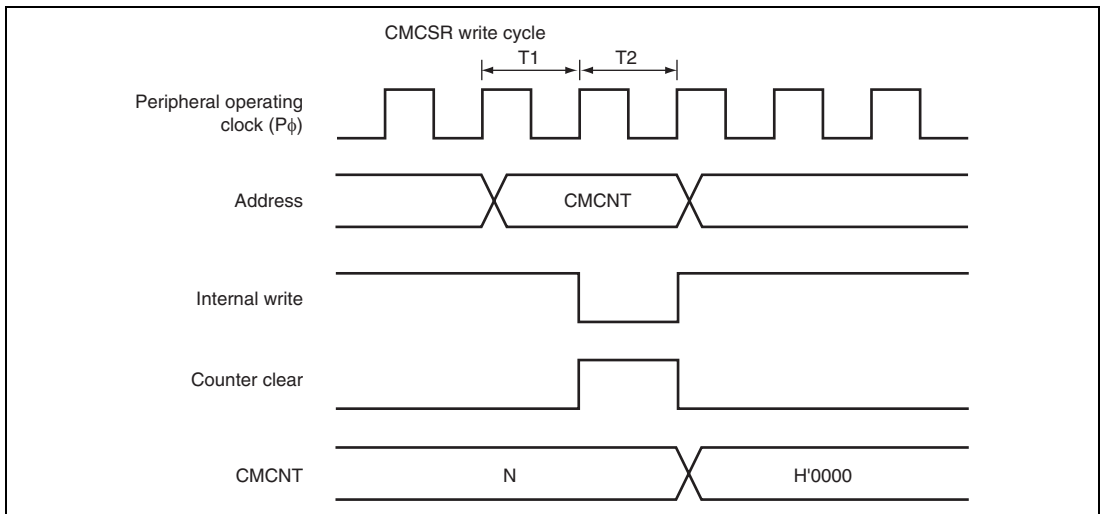 CMCSR write cycle
T1 T2
Peripheral operating
clock (Pϕ)
Address
CMCNT
Internal write
Counter clear
CMCNT
N
H'0000